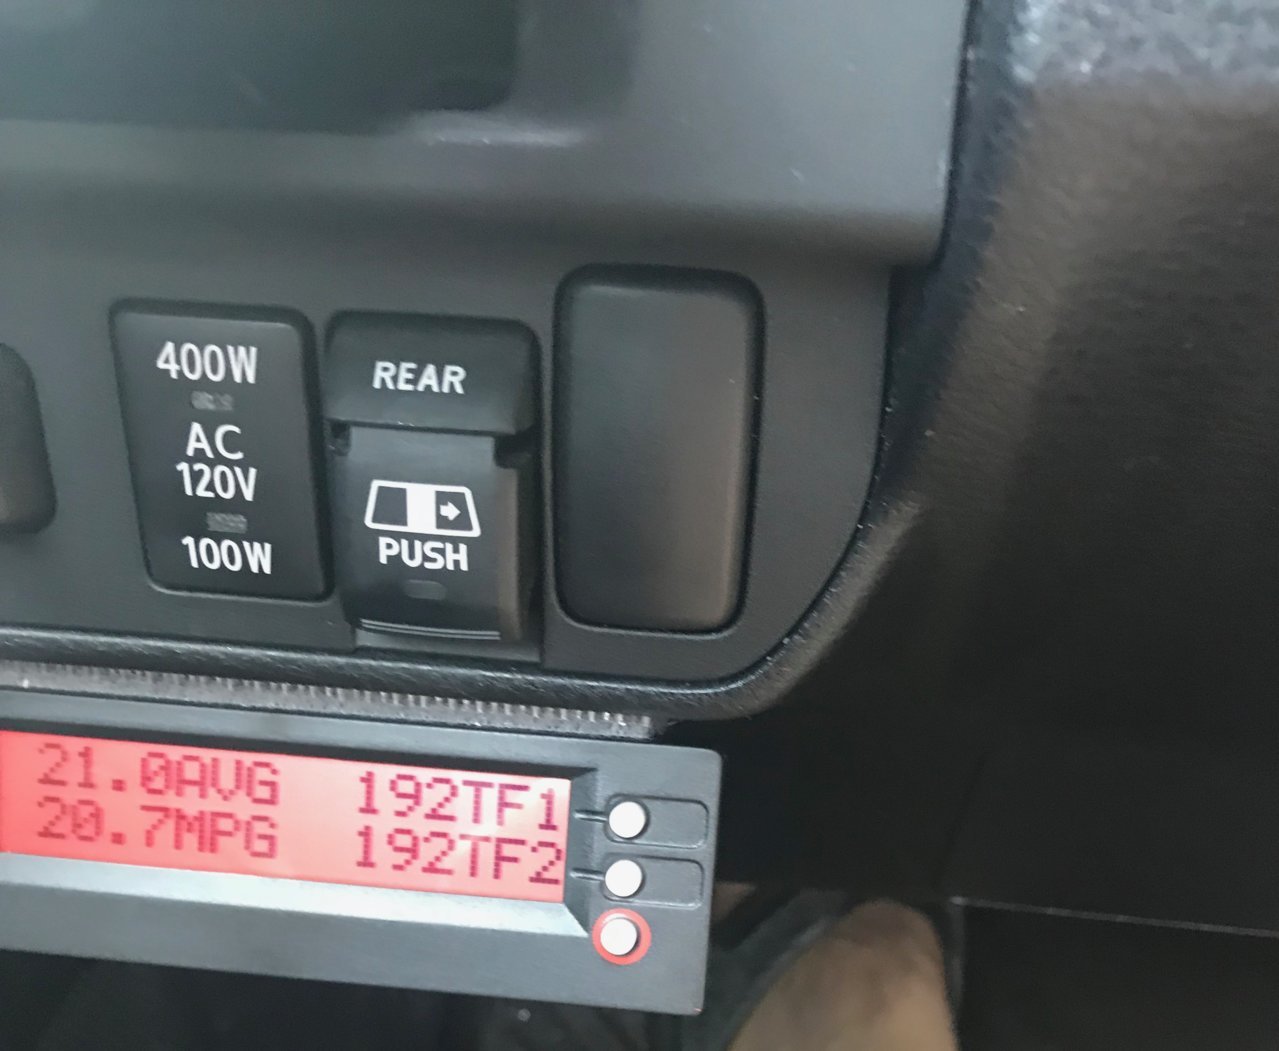 400W
AC
120V
100W
REAR
PUSH
21.0AVG 192TF1
20.7MPG 192TF2